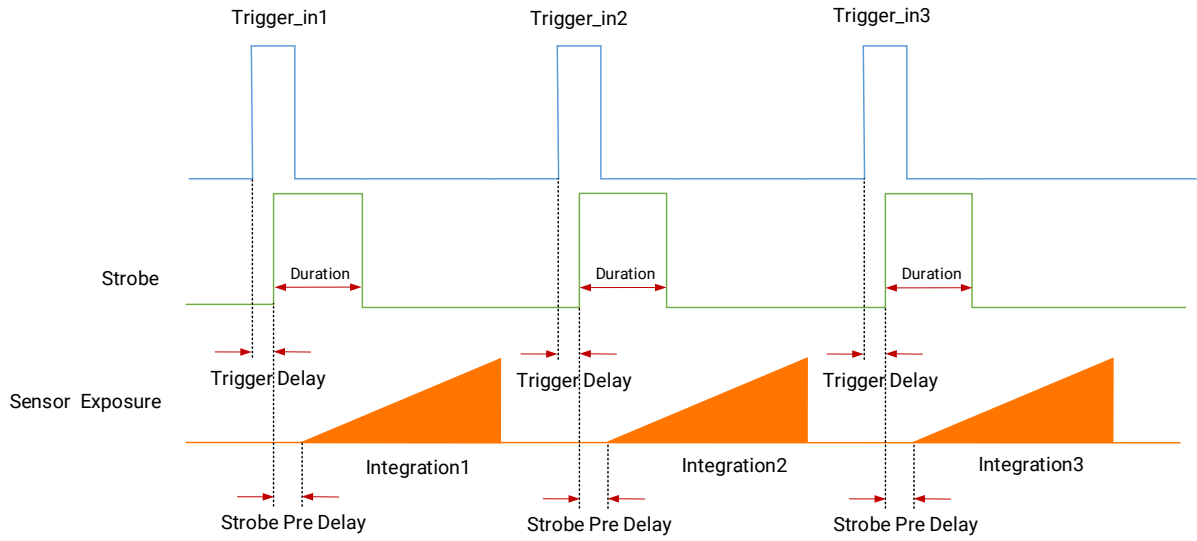 Trigger_in1
Trigger_in2
Trigger_in3
Strobe
Duration
Duration
Duration
Trigger Delay
Trigger Delay
Trigger Delay
Sensor Exposure
Integration1
Integration2
Integration3
Strobe Pre Delay
Strobe Pre Delay
Strobe Pre Delay